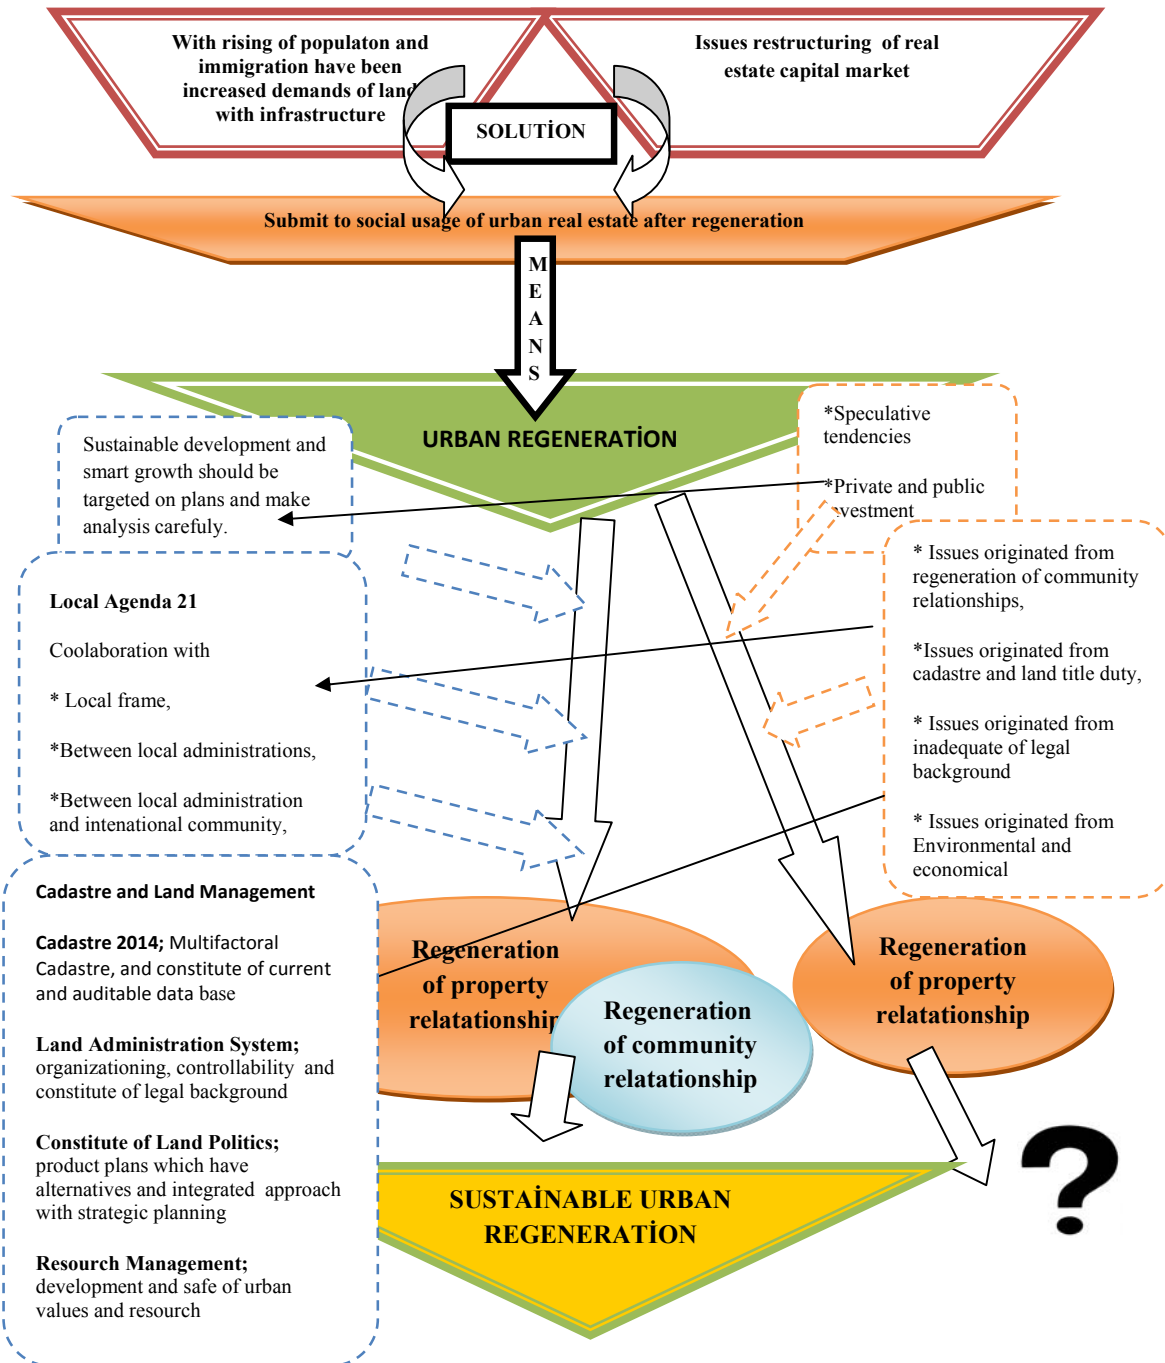 With rising of populaton and
immigration have been
increased demands of land
with infrastructure
Issues restructuring of real
estate capital market
SOLUTİON
Submit to social usage of urban real estate after regeneration
M
E
A
N
S
URBAN REGENERATİON
Sustainable development and
smart growth should be
targeted on plans and make
analysis carefuly.
*Speculative
tendencies
*Private and public
investment
Local Agenda 21
Coolaboration with
* Local frame,
*Between local administrations,
*Between local administration
and intenational community,
* Issues originated from
regeneration of community
relationships,
*Issues originated from
cadastre and land title duty,
* Issues originated from
inadequate of legal
background
* Issues originated from
Environmental and
economical
Cadastre and Land Management
Cadastre 2014; Multifactoral
Cadastre, and constitute of current
and auditable data base
Land Administration System;
organizationing, controllability and
constitute of legal background
Constitute of Land Politics;
product plans which have
alternatives and integrated approach
with strategic planning
Resourch Management;
development and safe of urban
values and resourch
Regeneration
of property
relatationship
Regeneration
of community
relatationship
Regeneration
of property
relatationship
?
SUSTAİNABLE URBAN
REGENERATİON